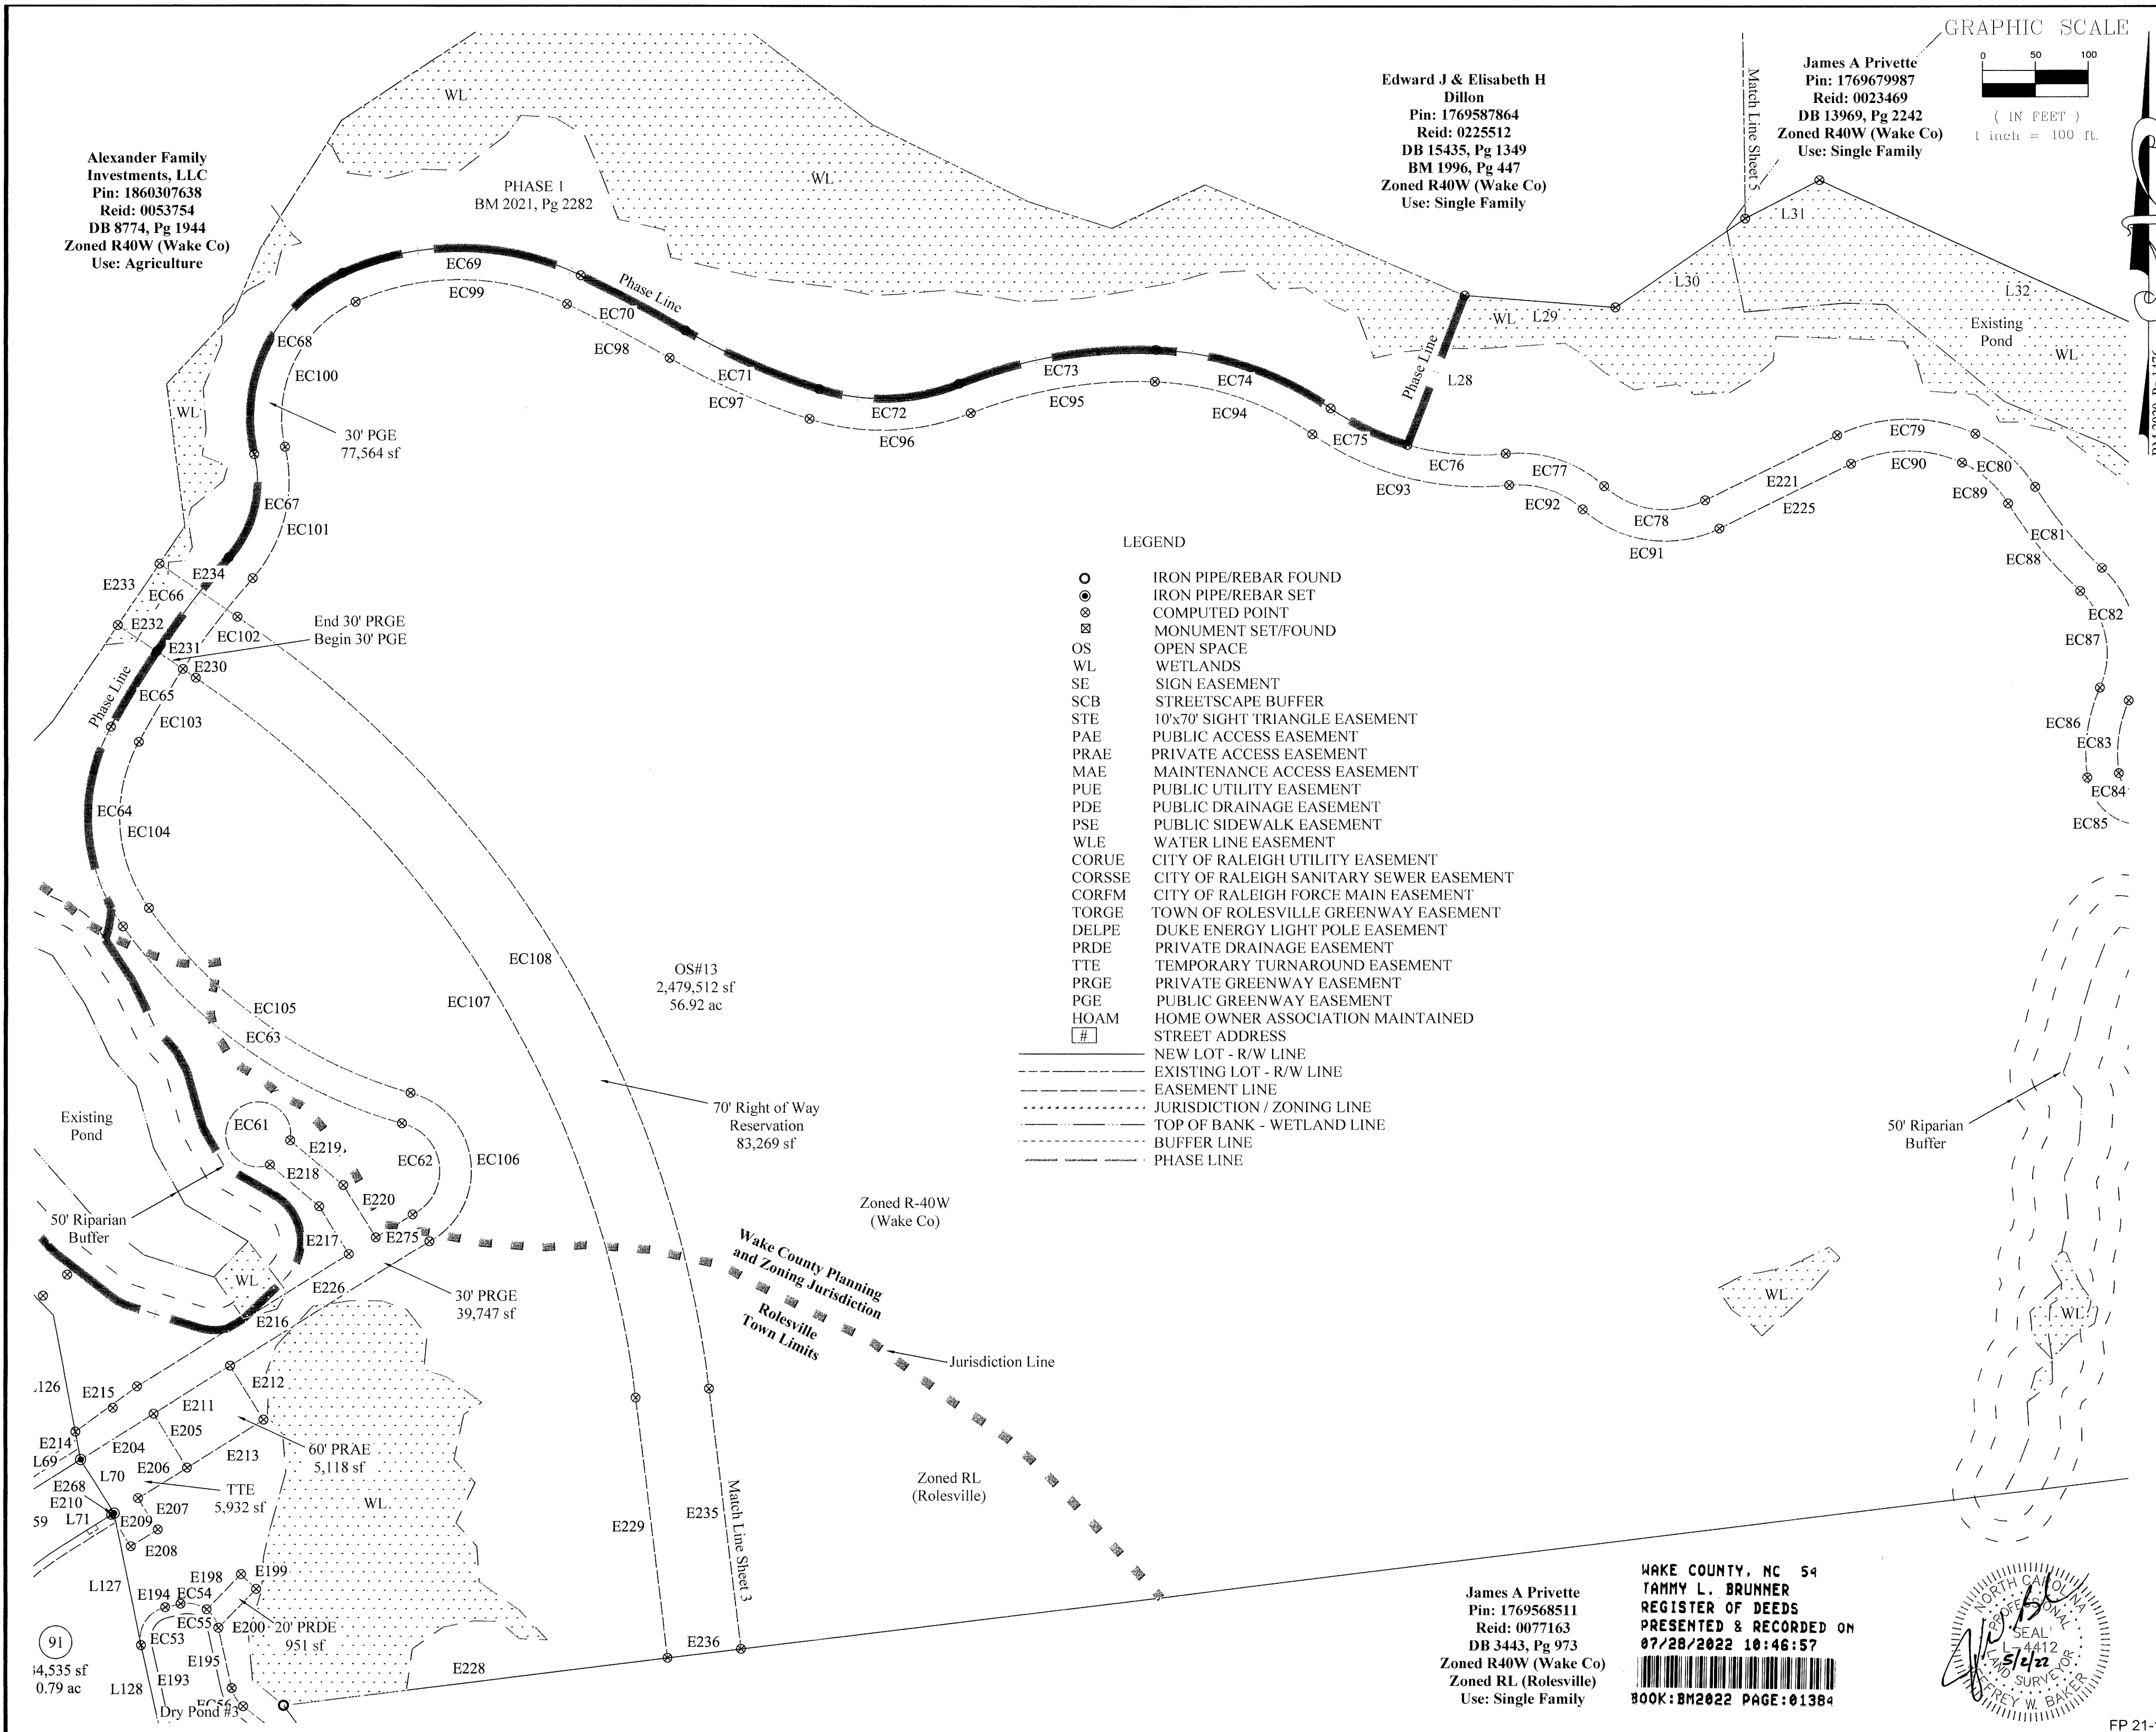 GRAPHIC SCALE
0 50 100
( IN FEET )
1 inch = 100 ft.
James A Privette
Pin: 1769679987
Reid: 0023469
DB 13969, Pg 2242
Zoned R40W (Wake Co)
Use: Single Family
Match Line Sheet 5
Edward J & Elisabeth H
Dillon
Pin: 1769587864
Reid: 0225512
DB 15435, Pg 1349
BM 1996, Pg 447
Zoned R40W (Wake Co)
Use: Single Family
Alexander Family
Investments, LLC
Pin: 1860307638
Reid: 0053754
DB 8774, Pg 1944
Zoned R40W (Wake Co)
Use: Agriculture
PHASE 1
BM 2021, Pg 2282
WL
WL
WL
L31
L30
L32
L29
WL
Existing
Pond
WL
L28
Phase Line
Phase Line
EC69
EC99
EC70
EC98
EC68
EC100
EC71
EC97
EC72
EC96
EC73
EC95
EC74
EC94
EC75
EC93
EC76
EC77
EC92
EC78
EC91
E221
E225
EC79
EC90
EC80
EC89
EC81
EC88
EC82
EC87
EC86
EC83
EC84
EC85
30' PGE
77,564 sf
EC67
EC101
E234
E233
EC66
E232
EC102
E231
E230
End 30' PRGE
Begin 30' PGE
Phase Line
EC65
EC103
EC64
EC104
EC108
EC107
EC105
EC63
OS#13
2,479,512 sf
56.92 ac
LEGEND
IRON PIPE/REBAR FOUND
IRON PIPE/REBAR SET
COMPUTED POINT
MONUMENT SET/FOUND
OS OPEN SPACE
WL WETLANDS
SE SIGN EASEMENT
SCB STREETSCAPE BUFFER
STE 10'x70' SIGHT TRIANGLE EASEMENT
PAE PUBLIC ACCESS EASEMENT
PRAE PRIVATE ACCESS EASEMENT
MAE MAINTENANCE ACCESS EASEMENT
PUE PUBLIC UTILITY EASEMENT
PDE PUBLIC DRAINAGE EASEMENT
PSE PUBLIC SIDEWALK EASEMENT
WLE WATER LINE EASEMENT
CORUE CITY OF RALEIGH UTILITY EASEMENT
CORSSE CITY OF RALEIGH SANITARY SEWER EASEMENT
CORFM CITY OF RALEIGH FORCE MAIN EASEMENT
TORGE TOWN OF ROLESVILLE GREENWAY EASEMENT
DELPE DUKE ENERGY LIGHT POLE EASEMENT
PRDE PRIVATE DRAINAGE EASEMENT
TTE TEMPORARY TURNAROUND EASEMENT
PRGE PRIVATE GREENWAY EASEMENT
PGE PUBLIC GREENWAY EASEMENT
HOAM HOME OWNER ASSOCIATION MAINTAINED
# STREET ADDRESS
NEW LOT - R/W LINE
EXISTING LOT - R/W LINE
EASEMENT LINE
JURISDICTION / ZONING LINE
TOP OF BANK - WETLAND LINE
BUFFER LINE
PHASE LINE
70' Right of Way
Reservation
83,269 sf
Existing
Pond
EC61
E219
E218
EC62
EC106
E220
E217
E275
50' Riparian
Buffer
WL
E226
E216
30' PRGE
39,747 sf
Zoned R-40W
(Wake Co)
Wake County Planning
and Zoning Jurisdiction
Rolesville
Town Limits
Jurisdiction Line
Zoned RL
(Rolesville)
50' Riparian
Buffer
WL
WL
L126
E215
E212
E211
E205
E214
E204
E213
L69
L70
E206
60' PRAE
5,118 sf
E268
TTE
5,932 sf
E210
E207
59
L71
E209
E208
WL
E198
E199
L127
E194
EC54
EC55
E200
20' PRDE
951 sf
EC53
E195
E193
L128
EC56
Dry Pond #3
91
14,535 sf
0.79 ac
E228
E229
E235
E236
Match Line Sheet 3
James A Privette
Pin: 1769568511
Reid: 0077163
DB 3443, Pg 973
Zoned R40W (Wake Co)
Zoned RL (Rolesville)
Use: Single Family
WAKE COUNTY, NC 54
TAMMY L. BRUNNER
REGISTER OF DEEDS
PRESENTED & RECORDED ON
07/28/2022 10:46:57
BOOK:BM2022 PAGE:01384
NORTH CAROLINA
PROFESSIONAL
SEAL
L-4412
5/2/22
LAND SURVEYOR
JEFFREY W. BAKER
FP 21-